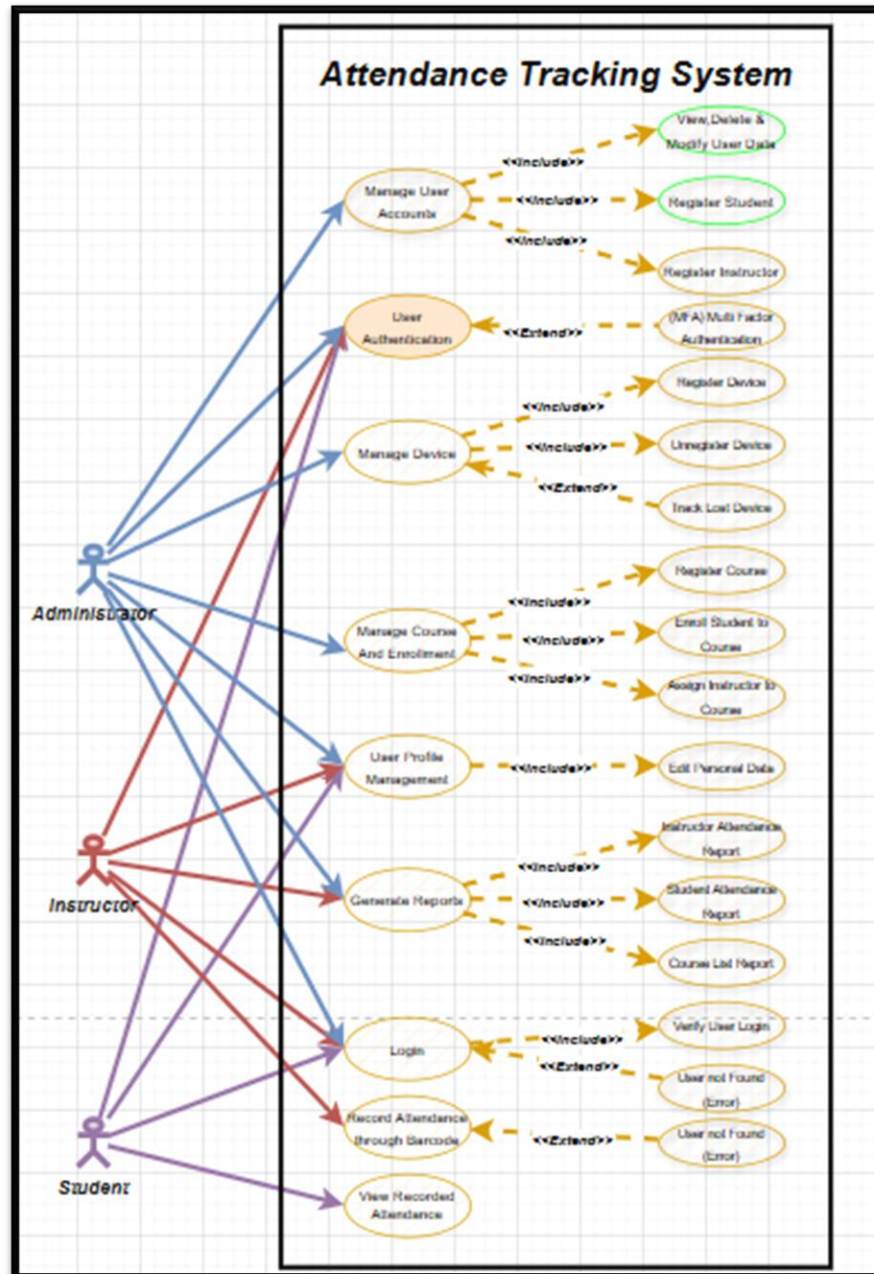 Attendance Tracking System
View,Delete &
Modify User Data
<<Include>>
Manage User
Accounts
<<Include>>
Register Student
<<Include>>
Register Instructor
User
Authentication
<<Extend>>
(MFA) Multi Factor
Authentication
Register Device
<<Include>>
Manage Device
<<Include>>
Unregister Device
<<Extend>>
Track Lost Device
Administrator
Register Course
<<Include>>
Manage Course
And Enrollment
<<Include>>
Enroll Student to
Course
<<Include>>
Assign Instructor to
Course
User Profile
Management
<<Include>>
Edit Personal Data
Instructor Attendance
Report
<<Include>>
Instructor
Generate Reports
<<Include>>
Student Attendance
Report
<<Include>>
Course List Report
Login
<<Include>>
Verify User Login
<<Extend>>
User not Found
(Error)
Record Attendance
through Barcode
<<Extend>>
User not Found
(Error)
Student
View Recorded
Attendance